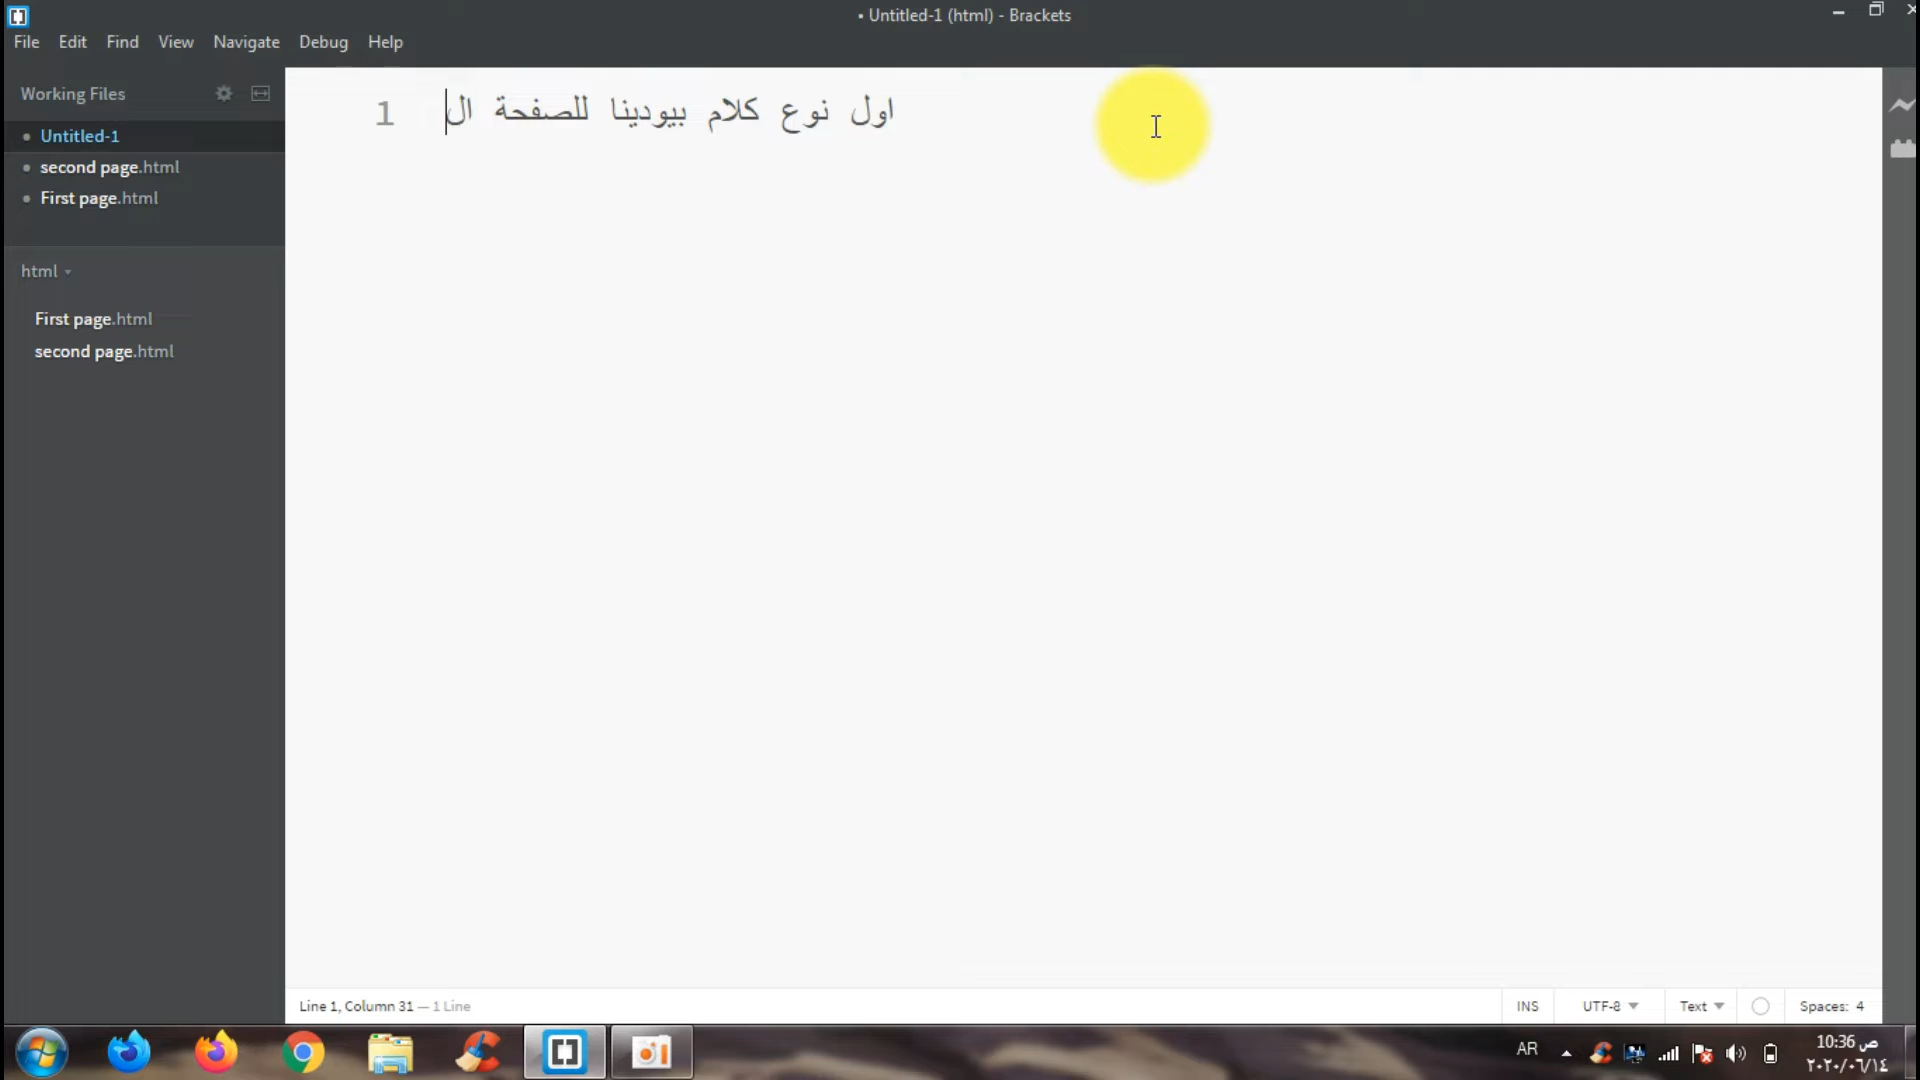 • Untitled-1 (html) - Brackets
File Edit Find View Navigate Debug Help
Working Files
Untitled-1
second page.html
First page.html
html
First page.html
second page.html
1 اول نوع كلام بيودينا للصفحة ال
Line 1, Column 31 — 1 Line
INS UTF-8 Text Spaces: 4
AR
10:36 ص
٢٠٢٠/٠٦/١٤